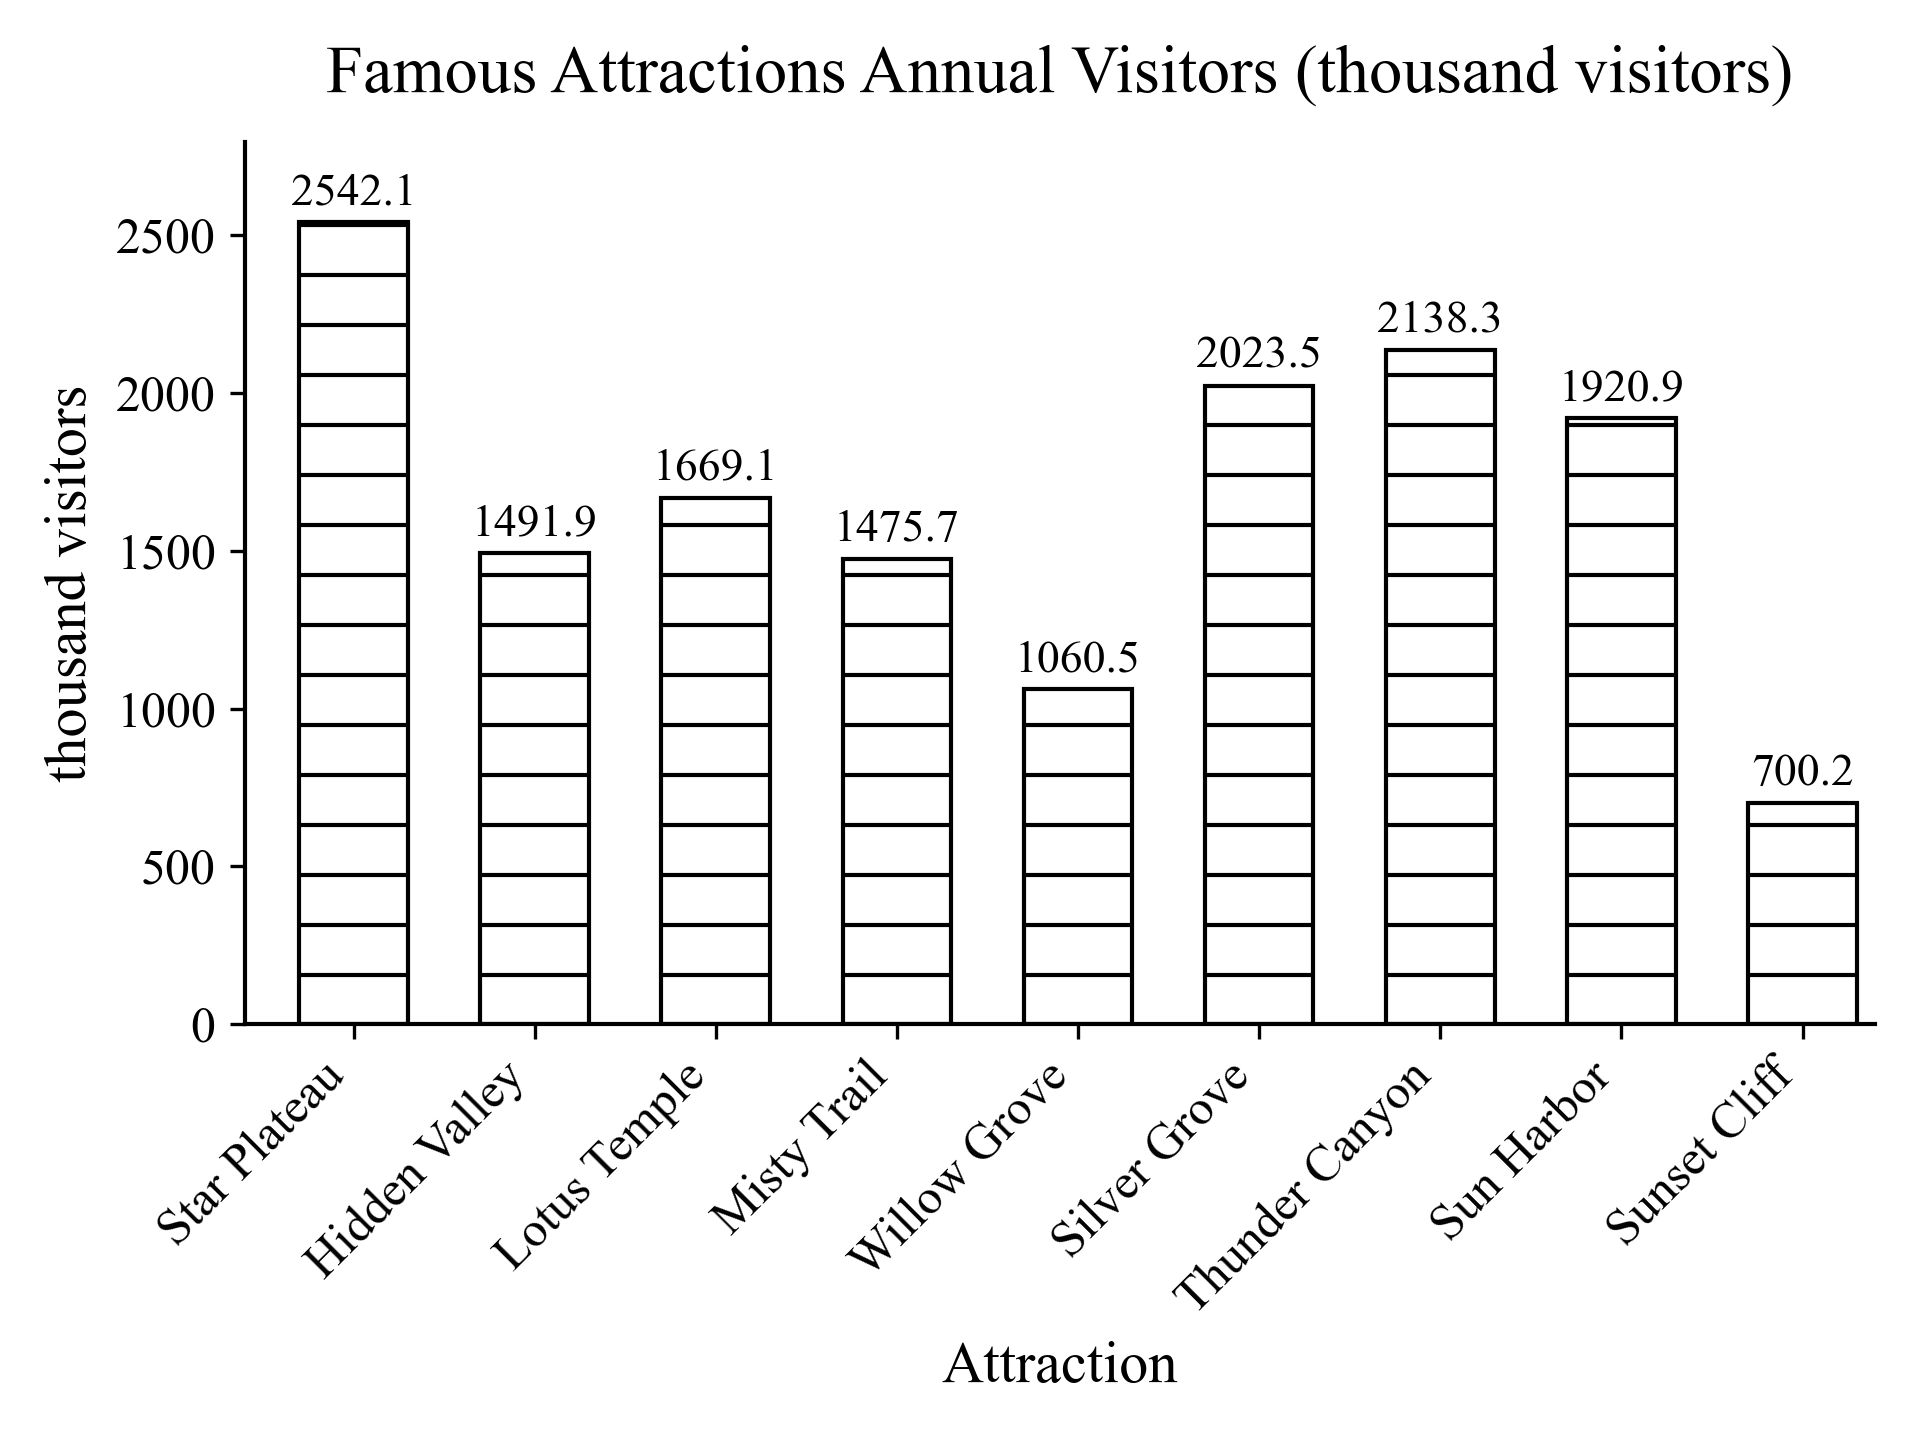 Famous Attractions Annual Visitors (thousand visitors)
thousand visitors
2500
2000
1500
1000
500
0
2542.1
1491.9
1669.1
1475.7
1060.5
2023.5
2138.3
1920.9
700.2
Star Plateau
Hidden Valley
Lotus Temple
Misty Trail
Willow Grove
Silver Grove
Thunder Canyon
Sun Harbor
Sunset Cliff
Attraction